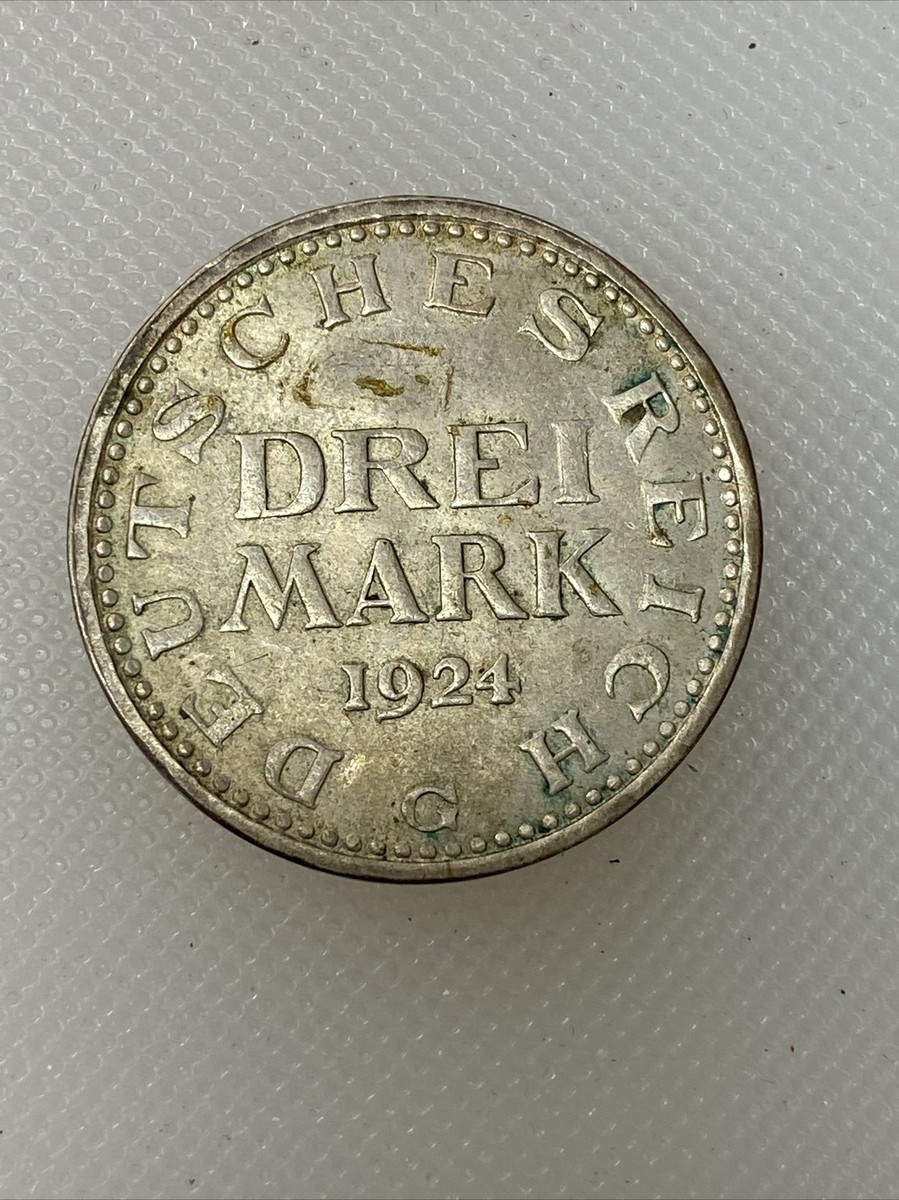 DEUTSCHES REICH
DREI
MARK
1924
G